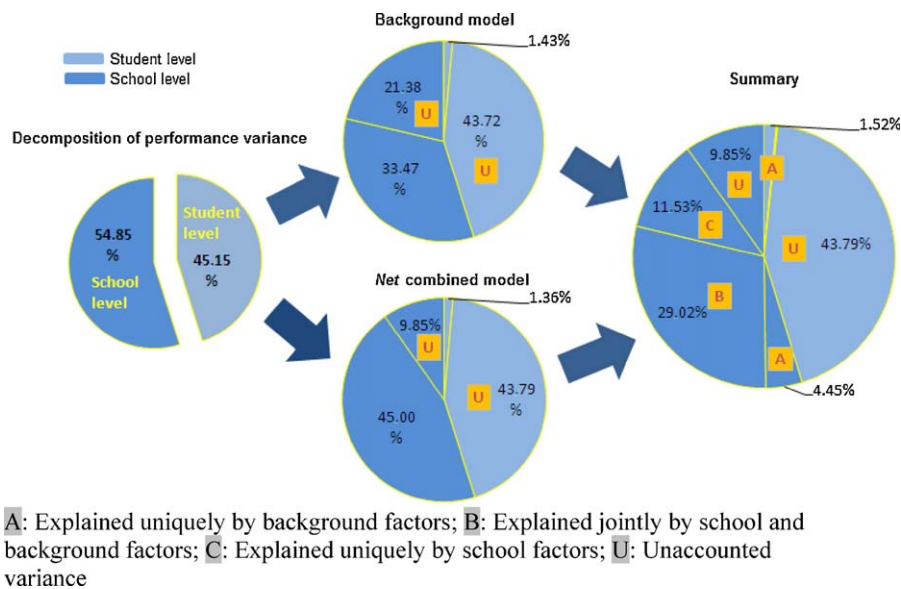 Background model
1.43%
Student level
School level
21.38
%
U
43.72
%
U
33.47
%
Summary
1.52%
Decomposition of performance variance
9.85%
A
U
Student
level
54.85
%
45.15
%
School
level
11.53%
C
U
43.79%
B
29.02%
A
4.45%
Net combined model
1.36%
9.85%
U
U
43.79
%
45.00
%
A: Explained uniquely by background factors; B: Explained jointly by school and
background factors; C: Explained uniquely by school factors; U: Unaccounted
variance